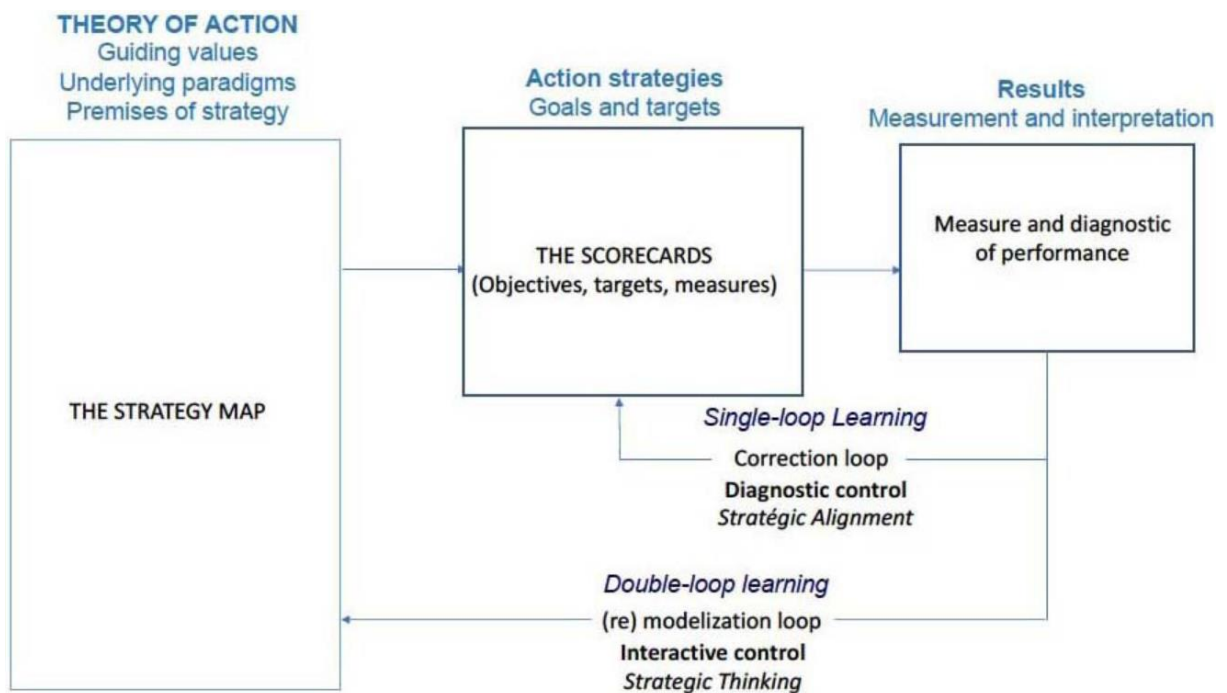 THEORY OF ACTION
Guiding values
Underlying paradigms
Premises of strategy
THE STRATEGY MAP
Action strategies
Goals and targets
THE SCORECARDS
(Objectives, targets, measures)
Results
Measurement and interpretation
Measure and diagnostic
of performance
Single-loop Learning
Correction loop
Diagnostic control
Stratégic Alignment
Double-loop learning
(re) modelization loop
Interactive control
Strategic Thinking